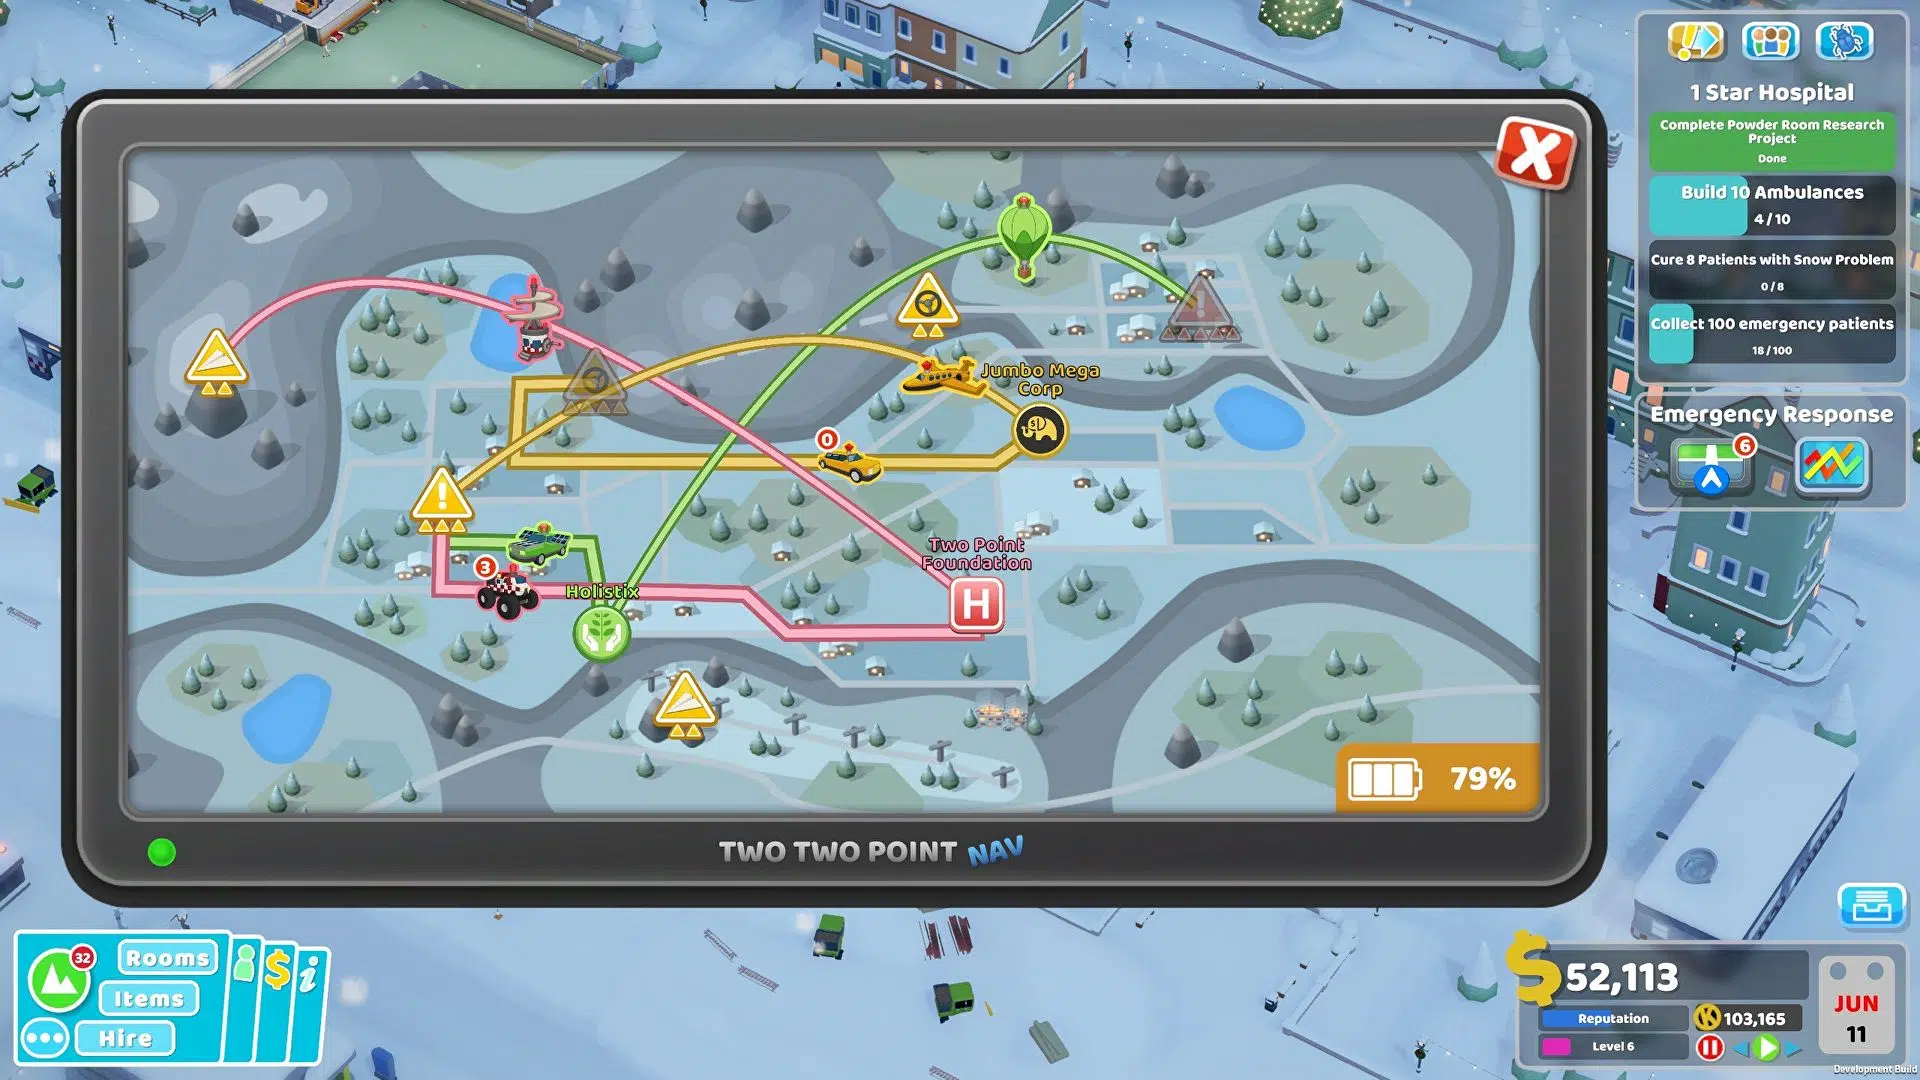 1 Star Hospital
Complete Powder Room Research
Project
Done
Build 10 Ambulances
4 / 10
Cure 8 Patients with Snow Problem
0 / 8
Collect 100 emergency patients
18 / 100
Emergency Response
6
Jumbo Mega
Corp
0
Two Point
Foundation
H
3
Holistix
79%
TWO TWO POINT NAV
32
Rooms
Items
Hire
$52,113
Reputation
K 103,165
Level 6
JUN
11
Development Build